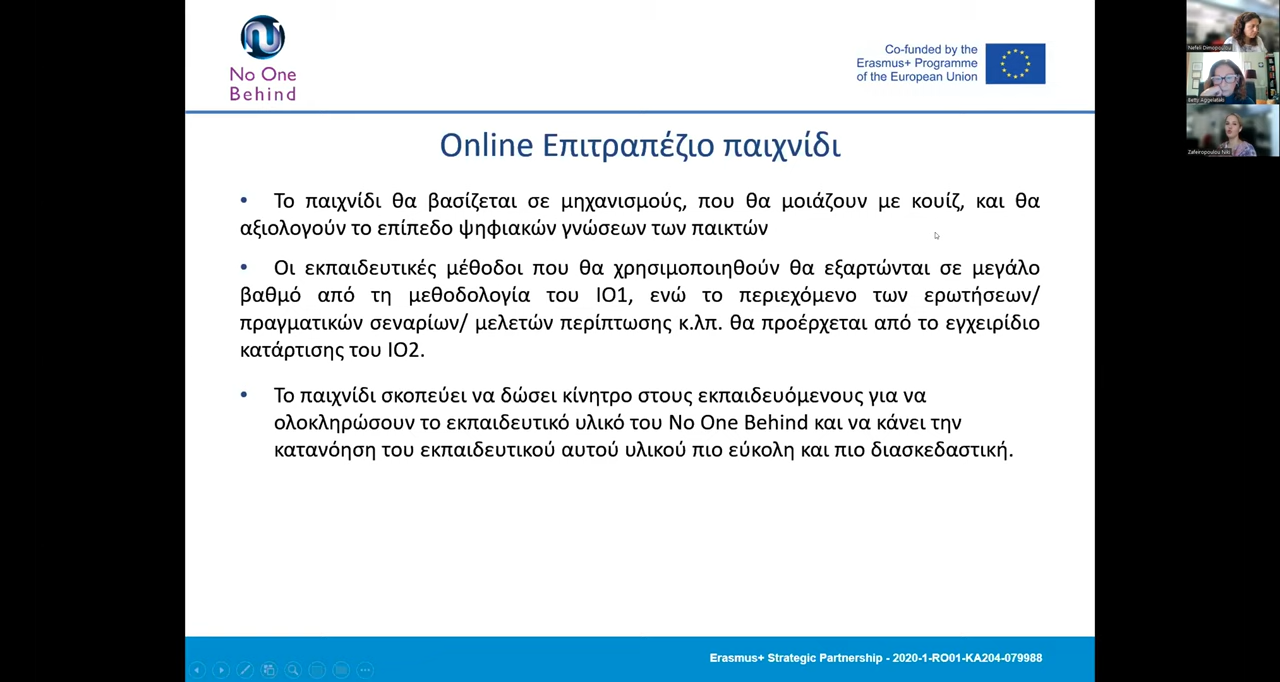 No One
Behind
Co-funded by the
Erasmus+ Programme
of the European Union
Nefeli Dimopoulou
Betty Aggelataki
Zafeiropoulou Niki
Online Επιτραπέζιο παιχνίδι
• Το παιχνίδι θα βασίζεται σε μηχανισμούς, που θα μοιάζουν με κουίζ, και θα
αξιολογούν το επίπεδο ψηφιακών γνώσεων των παικτών
• Οι εκπαιδευτικές μέθοδοι που θα χρησιμοποιηθούν θα εξαρτώνται σε μεγάλο
βαθμό από τη μεθοδολογία του IO1, ενώ το περιεχόμενο των ερωτήσεων/
πραγματικών σεναρίων/ μελετών περίπτωσης κ.λπ. θα προέρχεται από το εγχειρίδιο
κατάρτισης του IO2.
• Το παιχνίδι σκοπεύει να δώσει κίνητρο στους εκπαιδευόμενους για να
ολοκληρώσουν το εκπαιδευτικό υλικό του No One Behind και να κάνει την
κατανόηση του εκπαιδευτικού αυτού υλικού πιο εύκολη και πιο διασκεδαστική.
Erasmus+ Strategic Partnership - 2020-1-RO01-KA204-079988